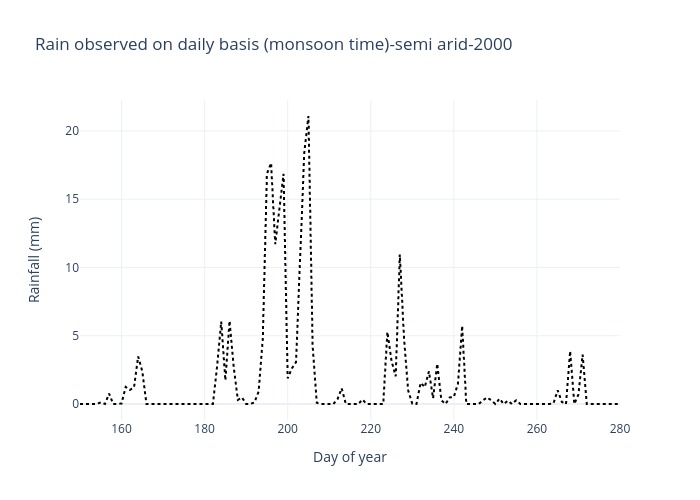 Rain observed on daily basis (monsoon time)-semi arid-2000
20
15
10
5
0
Rainfall (mm)
160 180 200 220 240 260 280
Day of year